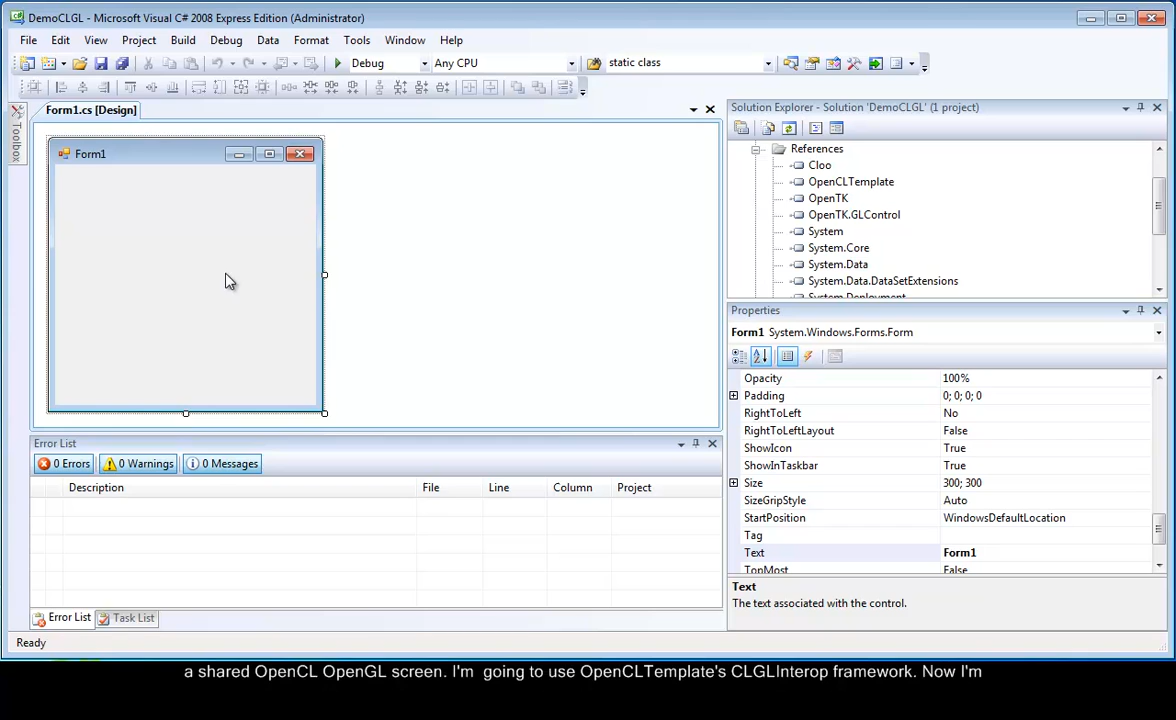 DemoCLGL - Microsoft Visual C# 2008 Express Edition (Administrator)
File Edit View Project Build Debug Data Format Tools Window Help
Debug Any CPU static class
Toolbox
Form1.cs [Design]
Form1
Solution Explorer - Solution 'DemoCLGL' (1 project)
References
Cloo
OpenCLTemplate
OpenTK
OpenTK.GLControl
System
System.Core
System.Data
System.Data.DataSetExtensions
System.Deployment
Properties
Form1 System.Windows.Forms.Form
Opacity 100%
Padding 0; 0; 0; 0
RightToLeft No
RightToLeftLayout False
ShowIcon True
ShowInTaskbar True
Size 300; 300
SizeGripStyle Auto
StartPosition WindowsDefaultLocation
Tag
Text Form1
TopMost False
Text
The text associated with the control.
Error List
0 Errors 0 Warnings 0 Messages
Description File Line Column Project
Error List Task List
Ready
a shared OpenCL OpenGL screen. I'm going to use OpenCLTemplate's CLGLInterop framework. Now I'm